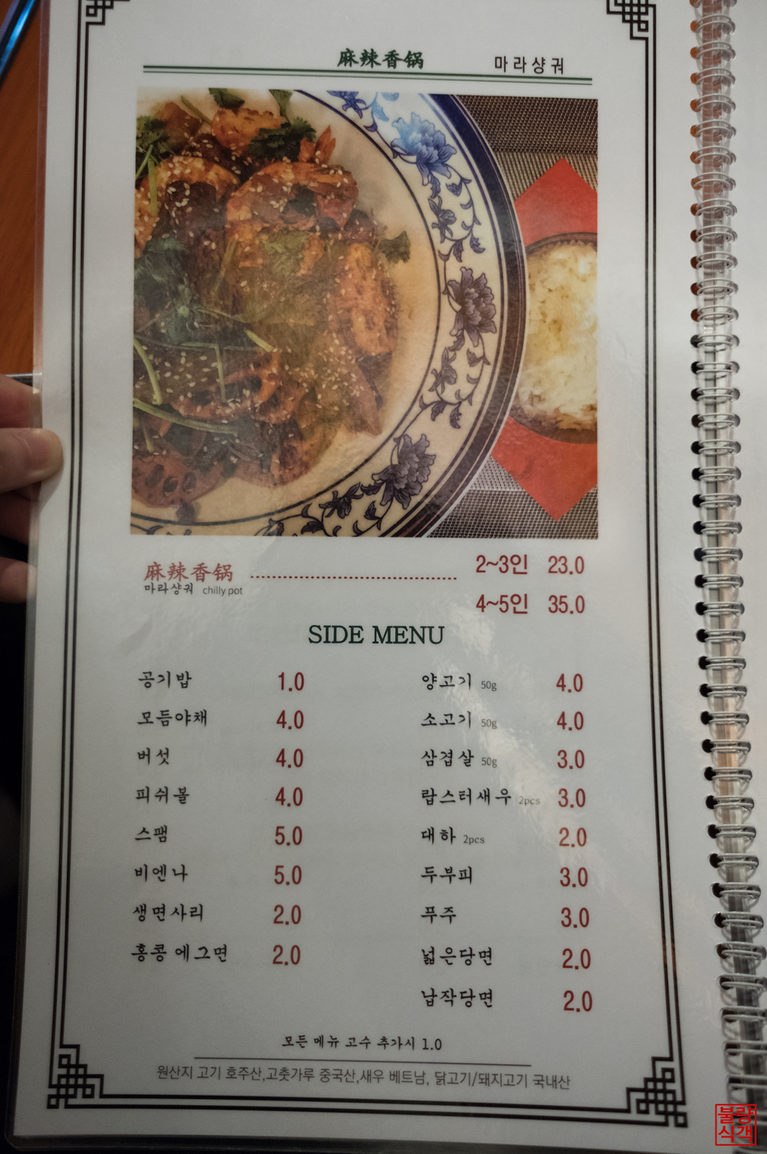 麻辣香锅 마라샹궈
麻辣香锅 2~3인 23.0
마라샹궈 chilly pot
4~5인 35.0
SIDE MENU
공기밥 1.0
모듬야채 4.0
버섯 4.0
피쉬볼 4.0
스팸 5.0
비엔나 5.0
생면사리 2.0
홍콩 에그면 2.0
양고기 50g 4.0
소고기 50g 4.0
삼겹살 50g 3.0
랍스터새우 2pcs 3.0
대하 2pcs 2.0
두부피 3.0
푸주 3.0
넓은당면 2.0
납작당면 2.0
모든 메뉴 고수 추가시 1.0
원산지 고기 호주산,고춧가루 중국산,새우 베트남, 닭고기/돼지고기 국내산
불량
식객